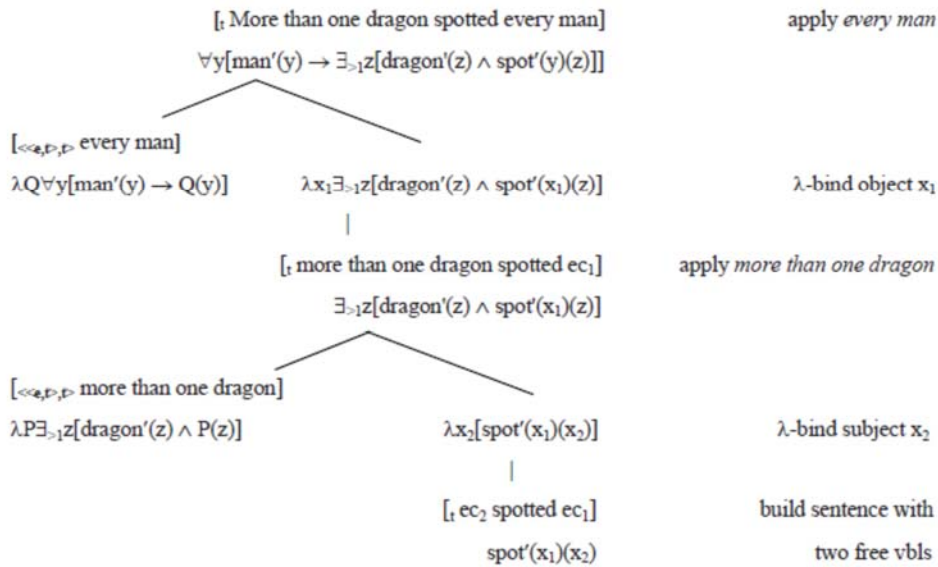 [t More than one dragon spotted every man] apply every man
∀y[man′(y) → ∃>1z[dragon′(z) ∧ spot′(y)(z)]]
[<<e,t>,t> every man]
λQ∀y[man′(y) → Q(y)] λx1∃>1z[dragon′(z) ∧ spot′(x1)(z)] λ-bind object x1
[t more than one dragon spotted ec1] apply more than one dragon
∃>1z[dragon′(z) ∧ spot′(x1)(z)]
[<<e,t>,t> more than one dragon]
λP∃>1z[dragon′(z) ∧ P(z)] λx2[spot′(x1)(x2)] λ-bind subject x2
[t ec2 spotted ec1] build sentence with
spot′(x1)(x2) two free vbls